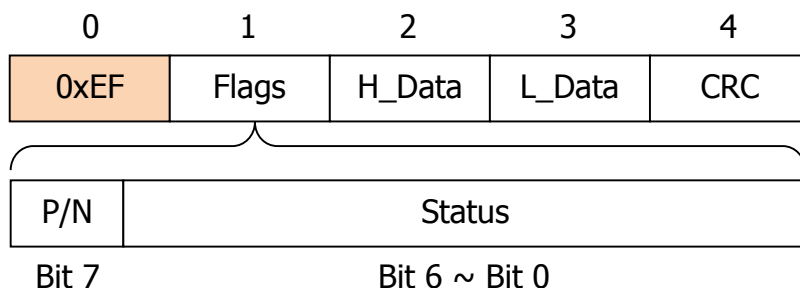 0 1 2 3 4
0xEF Flags H_Data L_Data CRC
P/N Status
Bit 7 Bit 6 ~ Bit 0